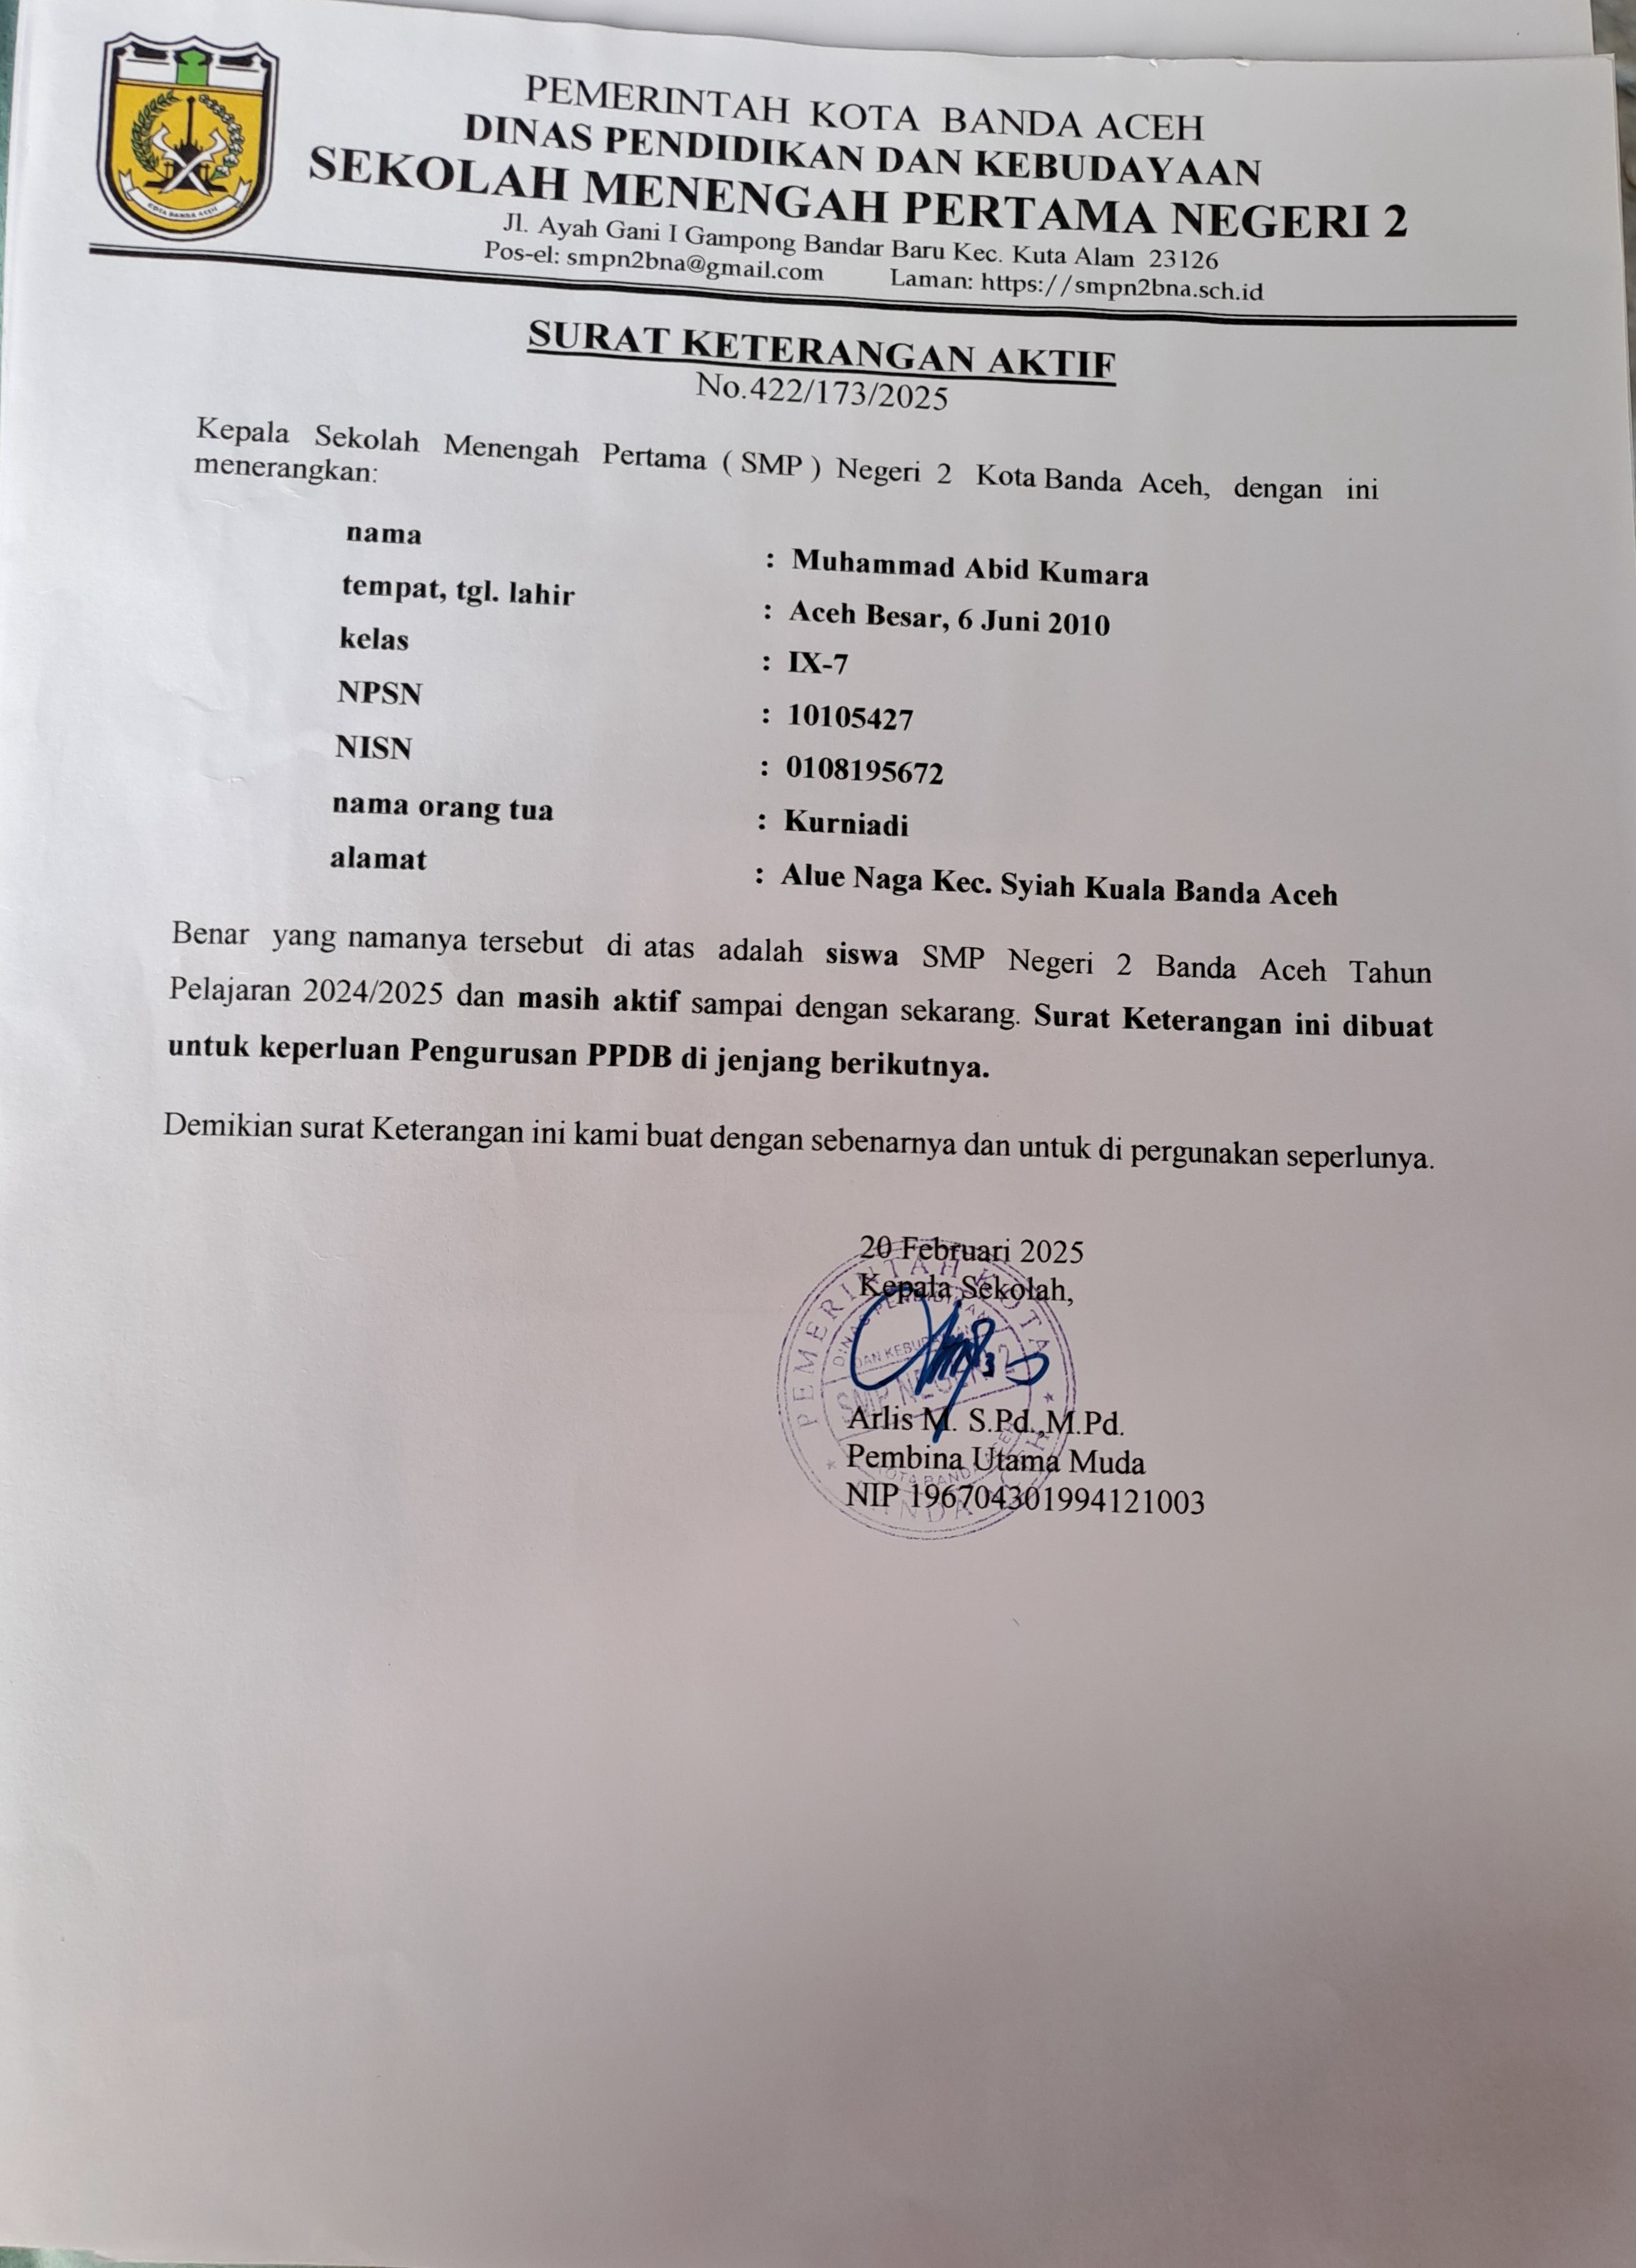 PEMERINTAH KOTA BANDA ACEH
DINAS PENDIDIKAN DAN KEBUDAYAAN
SEKOLAH MENENGAH PERTAMA NEGERI 2
Jl. Ayah Gani I Gampong Bandar Baru Kec. Kuta Alam 23126
Pos-el: smpn2bna@gmail.com Laman: https://smpn2bna.sch.id
KOTA BANDA ACEH
SURAT KETERANGAN AKTIF
No.422/173/2025
Kepala Sekolah Menengah Pertama ( SMP ) Negeri 2 Kota Banda Aceh, dengan ini
menerangkan:
nama : Muhammad Abid Kumara
tempat, tgl. lahir : Aceh Besar, 6 Juni 2010
kelas : IX-7
NPSN : 10105427
NISN : 0108195672
nama orang tua : Kurniadi
alamat : Alue Naga Kec. Syiah Kuala Banda Aceh
Benar yang namanya tersebut di atas adalah siswa SMP Negeri 2 Banda Aceh Tahun
Pelajaran 2024/2025 dan masih aktif sampai dengan sekarang. Surat Keterangan ini dibuat
untuk keperluan Pengurusan PPDB di jenjang berikutnya.
Demikian surat Keterangan ini kami buat dengan sebenarnya dan untuk di pergunakan seperlunya.
20 Februari 2025
Kepala Sekolah,
PEMERINTAH KOTA
DINAS PENDIDIKAN
DAN KEBUDAYAAN
SMP NEGERI 2
KOTA BANDA ACEH
BANDA ACEH
Arlis M. S.Pd.,M.Pd.
Pembina Utama Muda
NIP 196704301994121003